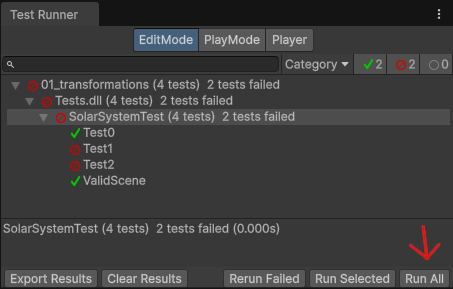 Test Runner
EditMode PlayMode Player
Category 2 2 0
01_transformations (4 tests) 2 tests failed
Tests.dll (4 tests) 2 tests failed
SolarSystemTest (4 tests) 2 tests failed
Test0
Test1
Test2
ValidScene
SolarSystemTest (4 tests) 2 tests failed (0.000s)
Export Results Clear Results Rerun Failed Run Selected Run All